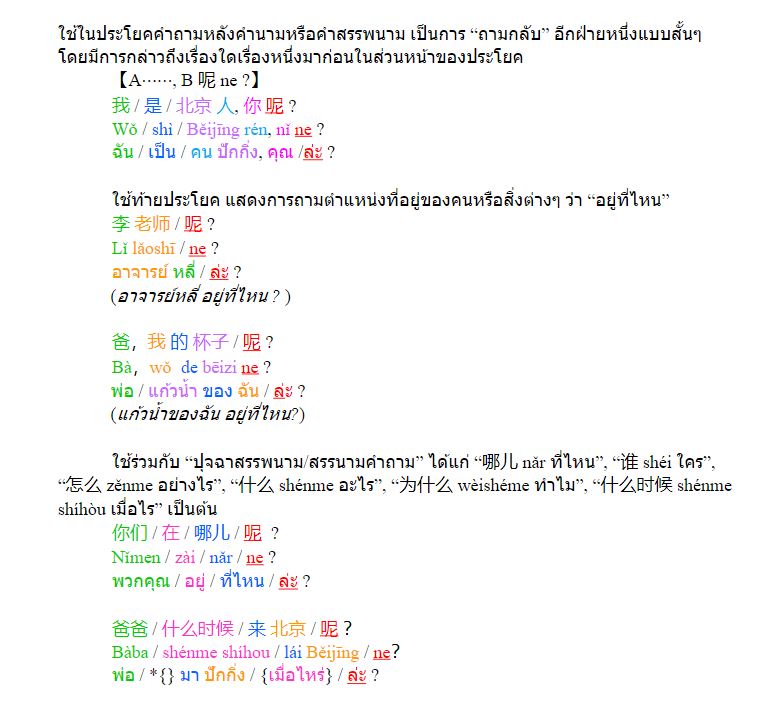 ใช้ในประโยคคำถามหลังคำนามหรือคำสรรพนาม เป็นการ “ถามกลับ” อีกฝ่ายหนึ่งแบบสั้นๆ
โดยมีการกล่าวถึงเรื่องใดเรื่องหนึ่งมาก่อนในส่วนหน้าของประโยค
【A⋯⋯, B 呢 ne ?】
我 / 是 / 北京 人, 你 呢 ?
Wǒ / shì / Běijīng rén, nǐ ne ?
ฉัน / เป็น / คน ปักกิ่ง, คุณ /ล่ะ ?
ใช้ท้ายประโยค แสดงการถามตำแหน่งที่อยู่ของคนหรือสิ่งต่างๆ ว่า “อยู่ที่ไหน”
李 老师 / 呢 ?
Lǐ lǎoshī / ne ?
อาจารย์ หลี่ / ล่ะ ?
(อาจารย์หลี่ อยู่ที่ไหน ? )
爸，我 的 杯子 / 呢 ?
Bà，wǒ de bēizi ne ?
พ่อ / แก้วน้ำ ของ ฉัน / ล่ะ ?
(แก้วน้ำของฉัน อยู่ที่ไหน?)
ใช้ร่วมกับ “ปุจฉาสรรพนาม/สรรนามคำถาม” ได้แก่ “哪儿 nǎr ที่ไหน”, “谁 shéi ใคร”,
“怎么 zěnme อย่างไร”, “什么 shénme อะไร”, “为什么 wèishéme ทำไม”, “什么时候 shénme
shíhòu เมื่อไร” เป็นต้น
你们 / 在 / 哪儿 / 呢 ?
Nǐmen / zài / nǎr / ne ?
พวกคุณ / อยู่ / ที่ไหน / ล่ะ ?
爸爸 / 什么时候 / 来 北京 / 呢 ?
Bàba / shénme shíhou / lái Běijīng / ne?
พ่อ / *{} มา ปักกิ่ง / {เมื่อไหร่} / ล่ะ ?